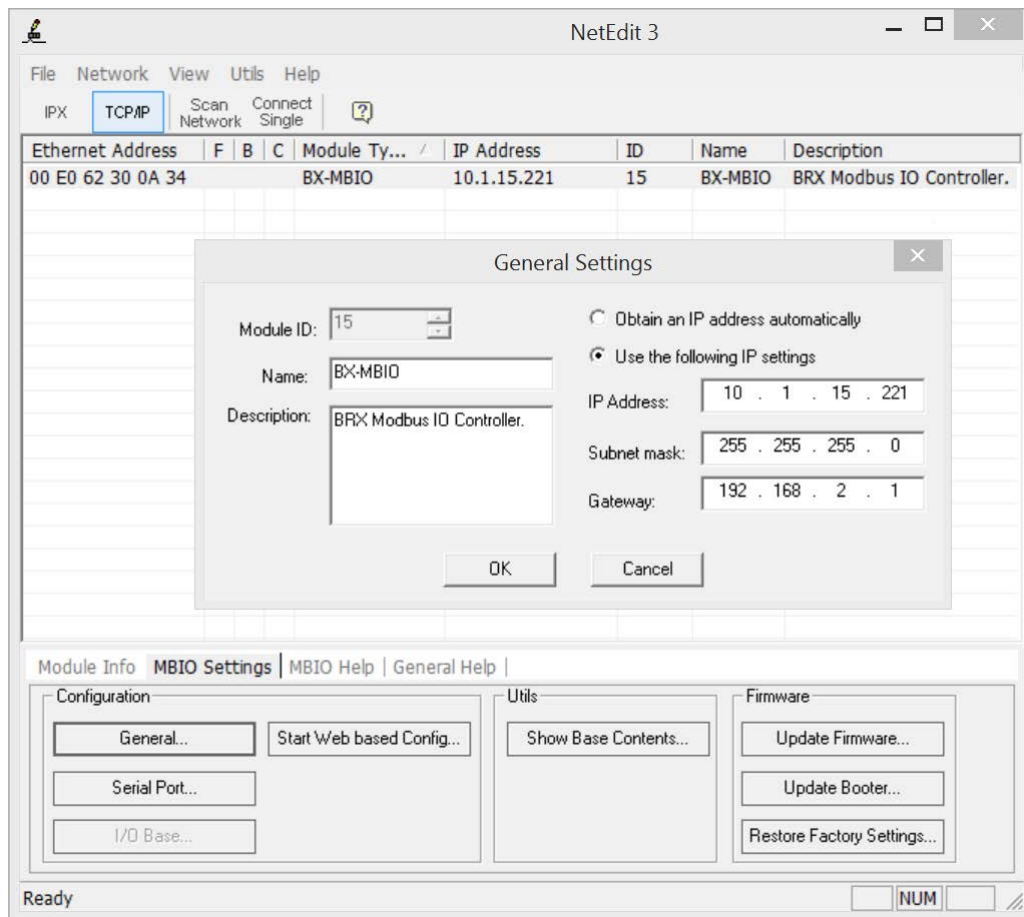 NetEdit 3
File Network View Utils Help
IPX TCP/IP Scan Network Connect Single ?
Ethernet Address F B C Module Ty... / IP Address ID Name Description
00 E0 62 30 0A 34 BX-MBIO 10.1.15.221 15 BX-MBIO BRX Modbus IO Controller.
General Settings
Module ID: 15
Name: BX-MBIO
Description: BRX Modbus IO Controller.
Obtain an IP address automatically
Use the following IP settings
IP Address: 10 . 1 . 15 . 221
Subnet mask: 255 . 255 . 255 . 0
Gateway: 192 . 168 . 2 . 1
OK Cancel
Module Info MBIO Settings MBIO Help General Help
Configuration
General... Start Web based Config...
Serial Port...
I/O Base...
Utils
Show Base Contents...
Firmware
Update Firmware...
Update Booter...
Restore Factory Settings...
Ready NUM